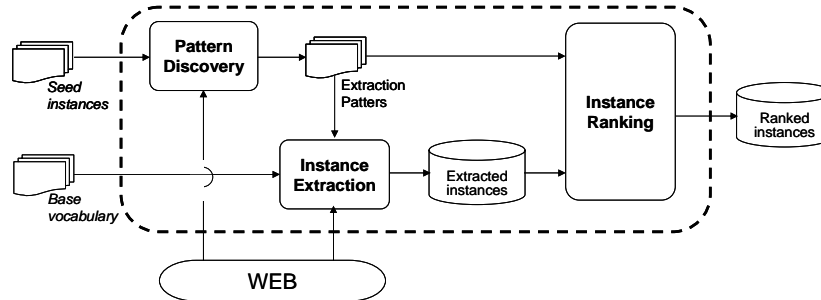 Pattern
Discovery
Seed
instances
Extraction
Patters
Instance
Ranking
Ranked
instances
Instance
Extraction
Extracted
instances
Base
vocabulary
WEB